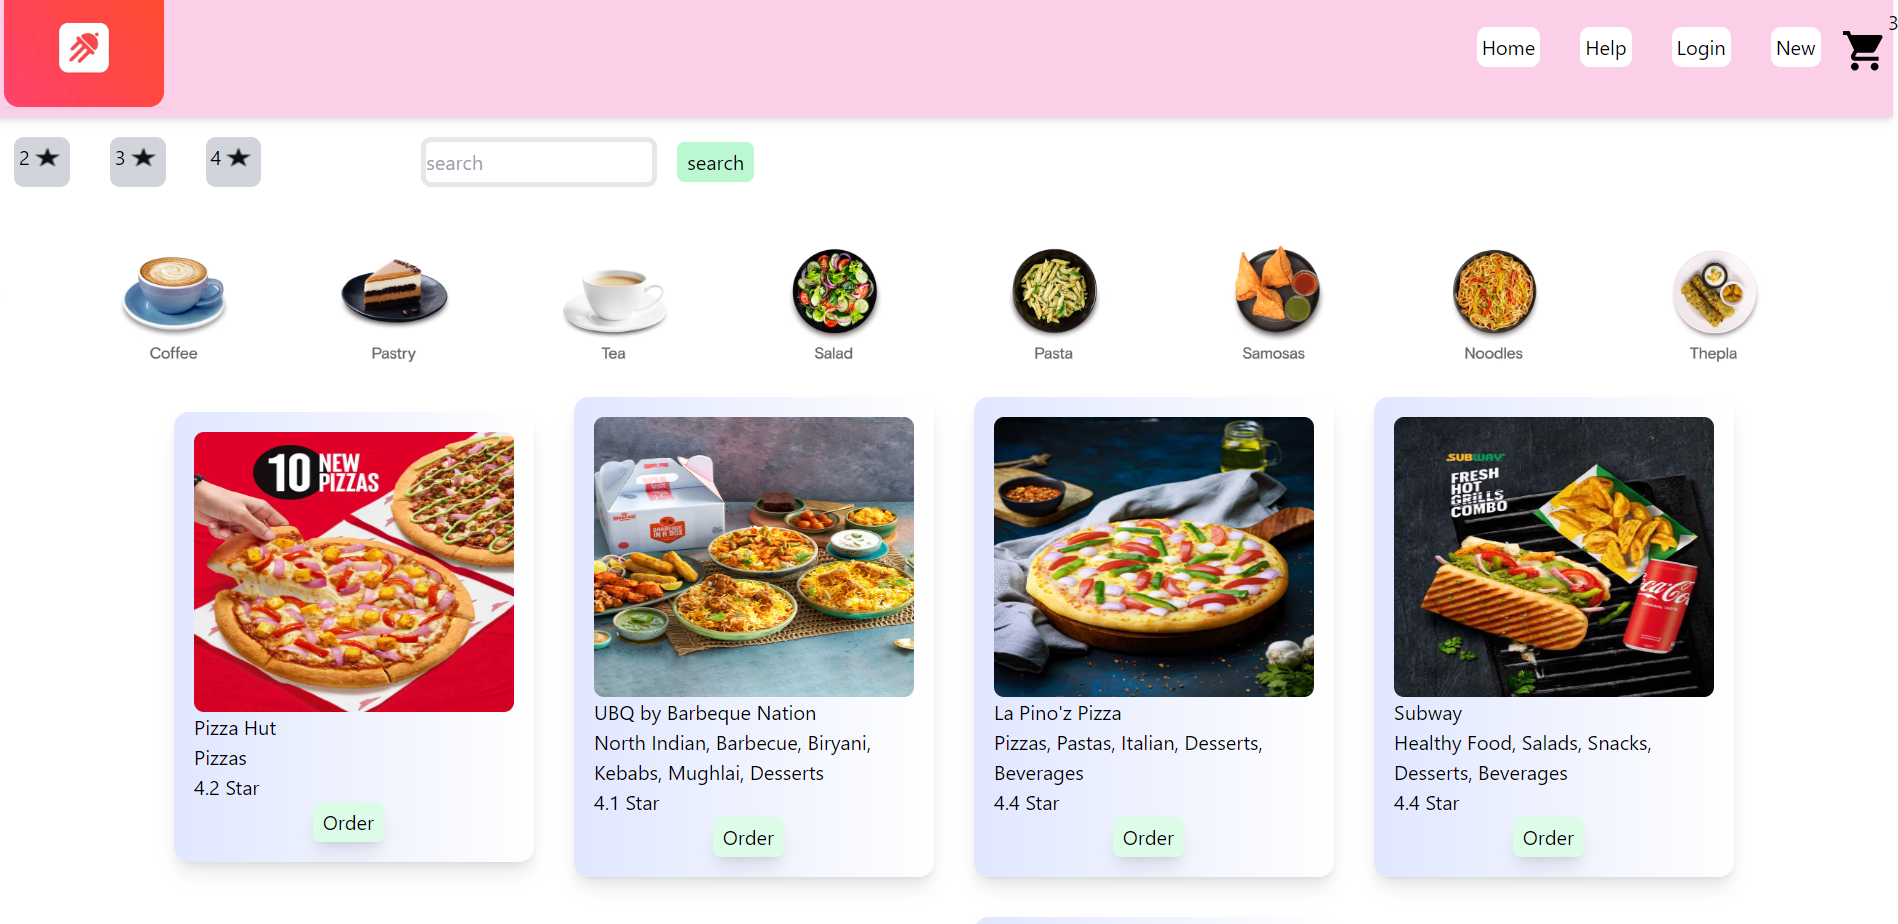 Home
Help
Login
New
3
2 ★
3 ★
4 ★
search
search
Coffee
Pastry
Tea
Salad
Pasta
Samosas
Noodles
Thepla
10 NEW
PIZZAS
Pizza Hut
Pizzas
4.2 Star
Order
BARBEQUE
IN A BOX
UBQ by Barbeque Nation
North Indian, Barbecue, Biryani,
Kebabs, Mughlai, Desserts
4.1 Star
Order
La Pino'z Pizza
Pizzas, Pastas, Italian, Desserts,
Beverages
4.4 Star
Order
SUBWAY
FRESH
HOT
GRILLS
COMBO
Subway
Healthy Food, Salads, Snacks,
Desserts, Beverages
4.4 Star
Order